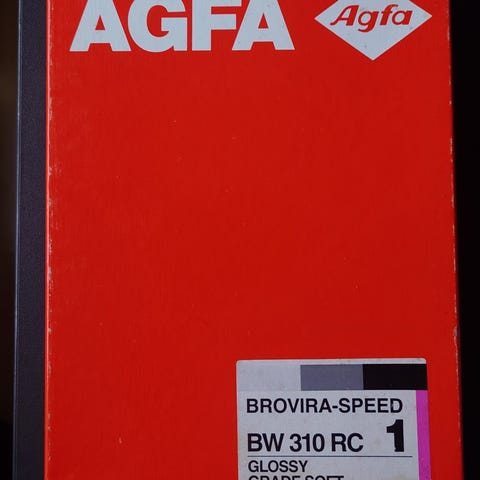 AGFA Agfa
BROVIRA-SPEED
BW 310 RC 1
GLOSSY
GRADE SOFT